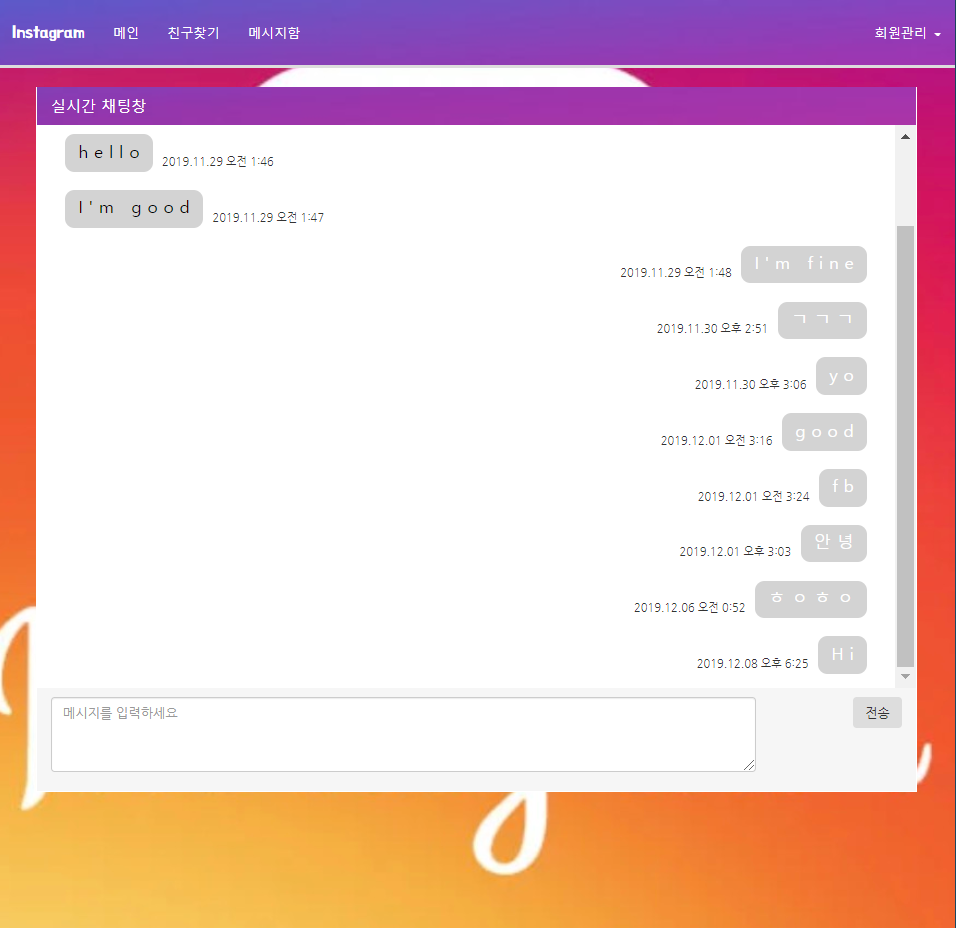 Instagram 메인 친구찾기 메시지함 회원관리
실시간 채팅창
hello 2019.11.29 오전 1:46
I'm good 2019.11.29 오전 1:47
2019.11.29 오전 1:48 I'm fine
2019.11.30 오후 2:51 ㄱㄱㄱ
2019.11.30 오후 3:06 yo
2019.12.01 오전 3:16 good
2019.12.01 오전 3:24 fb
2019.12.01 오후 3:03 안녕
2019.12.06 오전 0:52 ㅎㅇㅎㅇ
2019.12.08 오후 6:25 Hi
메시지를 입력하세요 전송